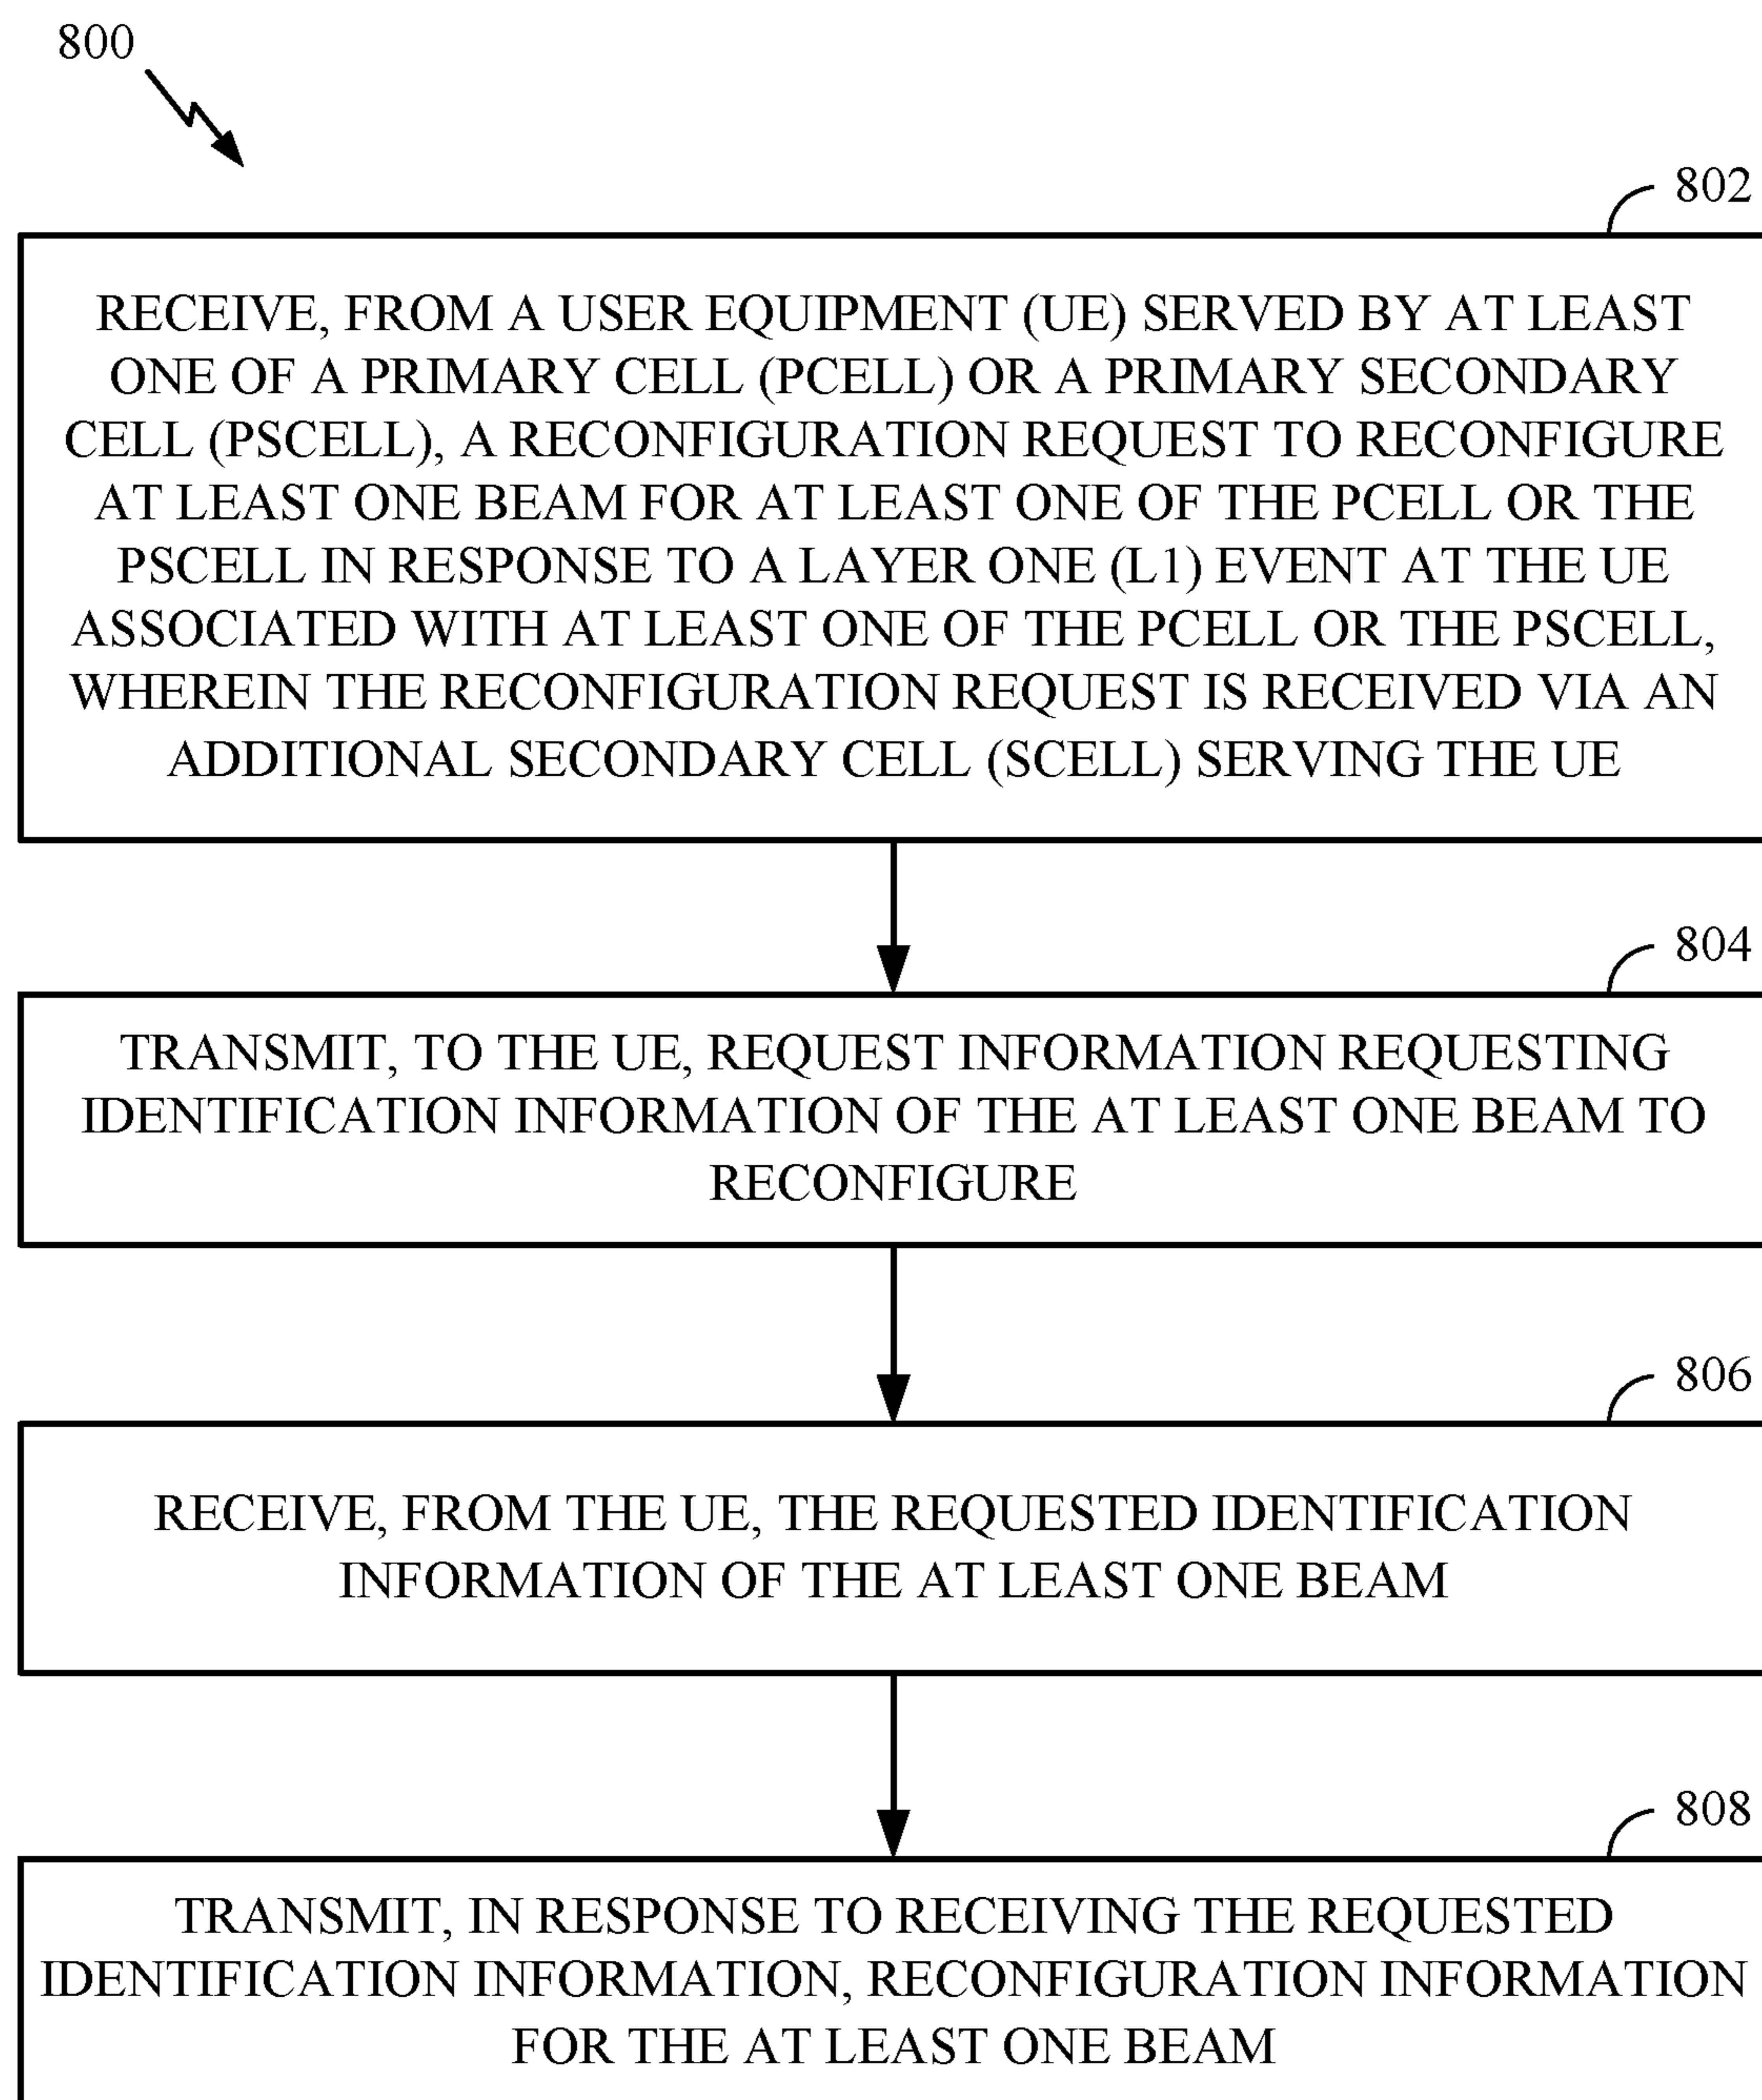 800
802
RECEIVE, FROM A USER EQUIPMENT (UE) SERVED BY AT LEAST
ONE OF A PRIMARY CELL (PCELL) OR A PRIMARY SECONDARY
CELL (PSCELL), A RECONFIGURATION REQUEST TO RECONFIGURE
AT LEAST ONE BEAM FOR AT LEAST ONE OF THE PCELL OR THE
PSCELL IN RESPONSE TO A LAYER ONE (L1) EVENT AT THE UE
ASSOCIATED WITH AT LEAST ONE OF THE PCELL OR THE PSCELL,
WHEREIN THE RECONFIGURATION REQUEST IS RECEIVED VIA AN
ADDITIONAL SECONDARY CELL (SCELL) SERVING THE UE
804
TRANSMIT, TO THE UE, REQUEST INFORMATION REQUESTING
IDENTIFICATION INFORMATION OF THE AT LEAST ONE BEAM TO
RECONFIGURE
806
RECEIVE, FROM THE UE, THE REQUESTED IDENTIFICATION
INFORMATION OF THE AT LEAST ONE BEAM
808
TRANSMIT, IN RESPONSE TO RECEIVING THE REQUESTED
IDENTIFICATION INFORMATION, RECONFIGURATION INFORMATION
FOR THE AT LEAST ONE BEAM